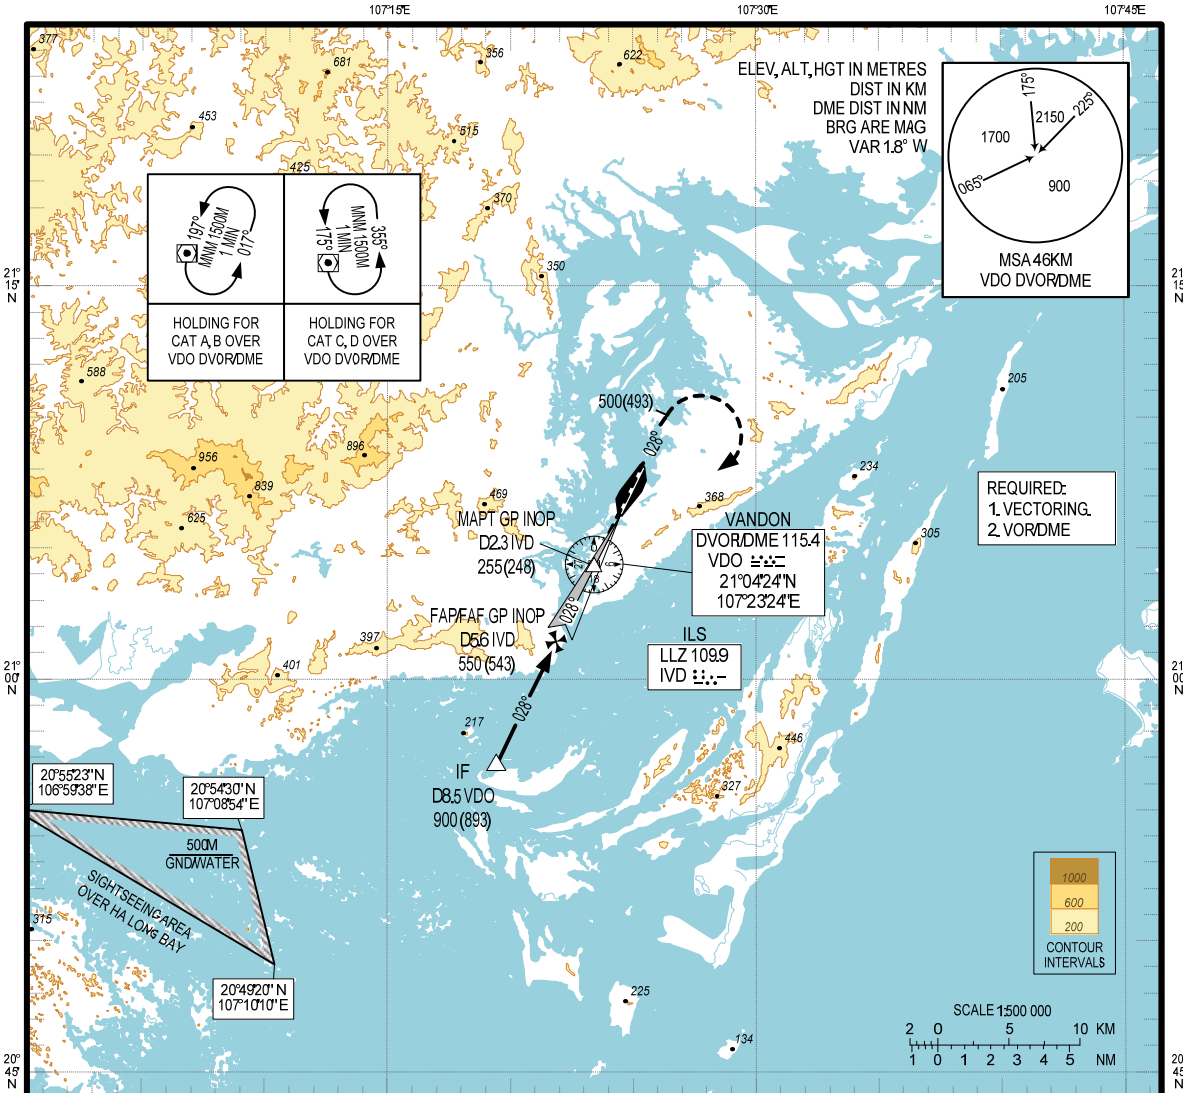 107°15'E
107°30'E
107°45'E
377
681
356
622
453
515
425
370
350
ELEV, ALT, HGT IN METRES
DIST IN KM
DME DIST IN NM
BRG ARE MAG
VAR 1.8° W
175°
2150
225°
1700
065°
900
MSA 46KM
VDO DVOR/DME
197°
MNM 1500M
1 MIN
017°
175°
1 MIN
MNM 1500M
355°
HOLDING FOR
CAT A, B OVER
VDO DVOR/DME
HOLDING FOR
CAT C, D OVER
VDO DVOR/DME
21°
15'
N
21°
15'
N
588
205
500(493)
028°
896
956
839
625
469
368
234
305
REQUIRED:
1. VECTORING.
2. VOR/DME
MAPT GP INOP
D2.3 IVD
255(248)
0
9
18
27
VANDON
DVOR/DME 115.4
VDO
21°04'24"N
107°23'24"E
FAP/FAF GP INOP
D5.6 IVD
550 (543)
028°
ILS
LLZ 109.9
IVD
397
401
21°
00'
N
21°
00'
N
028°
217
446
327
IF
D8.5 VDO
900 (893)
20°55'23"N
106°59'38"E
20°54'30"N
107°08'54"E
500M
GND/WATER
SIGHTSEEING AREA
OVER HA LONG BAY
315
20°49'20"N
107°10'10"E
225
134
1000
600
200
CONTOUR
INTERVALS
SCALE 1:500 000
2 0 5 10 KM
1 0 1 2 3 4 5 NM
20°
45'
N
20°
45'
N